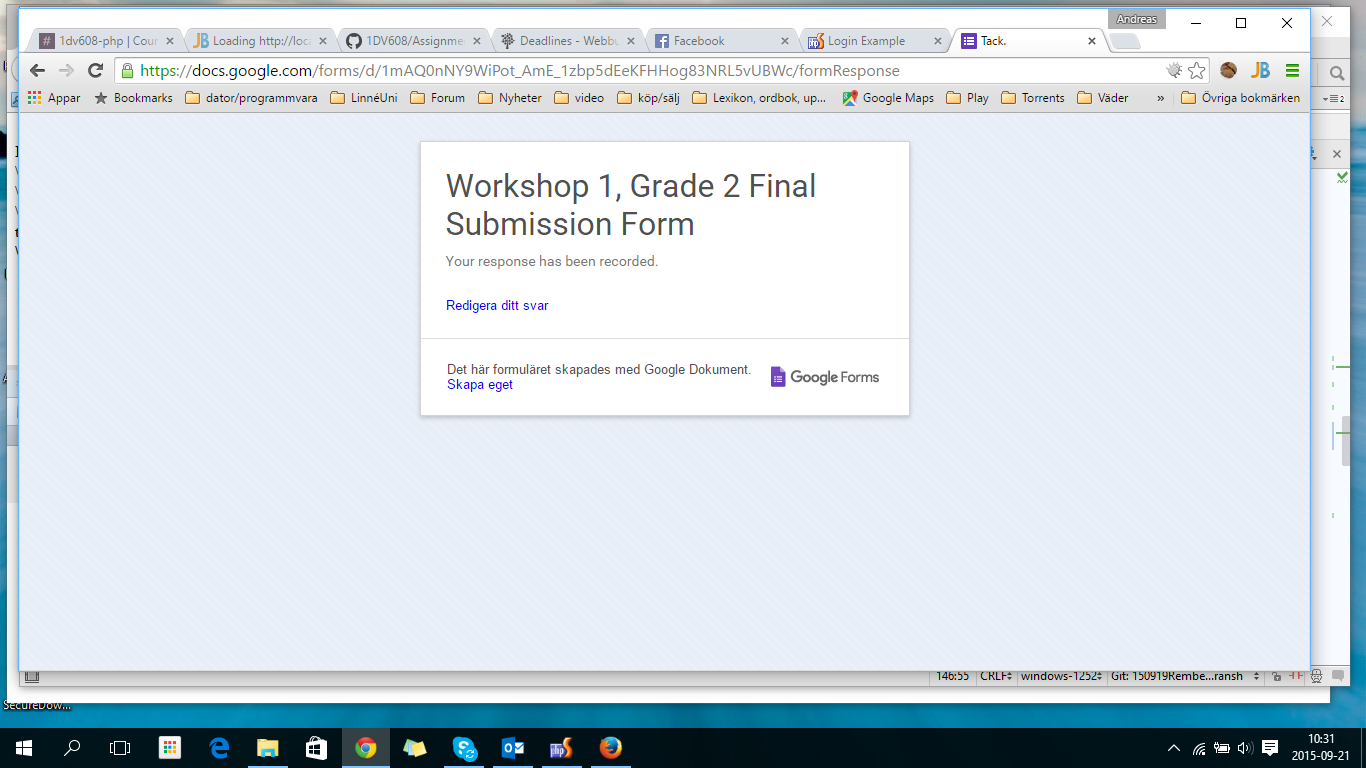 Andreas
# 1dv608-php | Cour
JB Loading http://loca
1DV608/Assignme
Deadlines - Webbu
Facebook
Login Example
Tack.
https://docs.google.com/forms/d/1mAQ0nNY9WiPot_AmE_1zbp5dEeKFHHog83NRL5vUBWc/formResponse
JB
Appar
Bookmarks
dator/programmvara
LinnéUni
Forum
Nyheter
video
köp/sälj
Lexikon, ordbok, up...
Google Maps
Play
Torrents
Väder
»
Övriga bokmärken
Workshop 1, Grade 2 Final
Submission Form
Your response has been recorded.
Redigera ditt svar
Det här formuläret skapades med Google Dokument.
Skapa eget
Google Forms
146:55
CRLF
windows-1252
Git: 150919Rembe...ransh
SecureDow...
10:31
2015-09-21